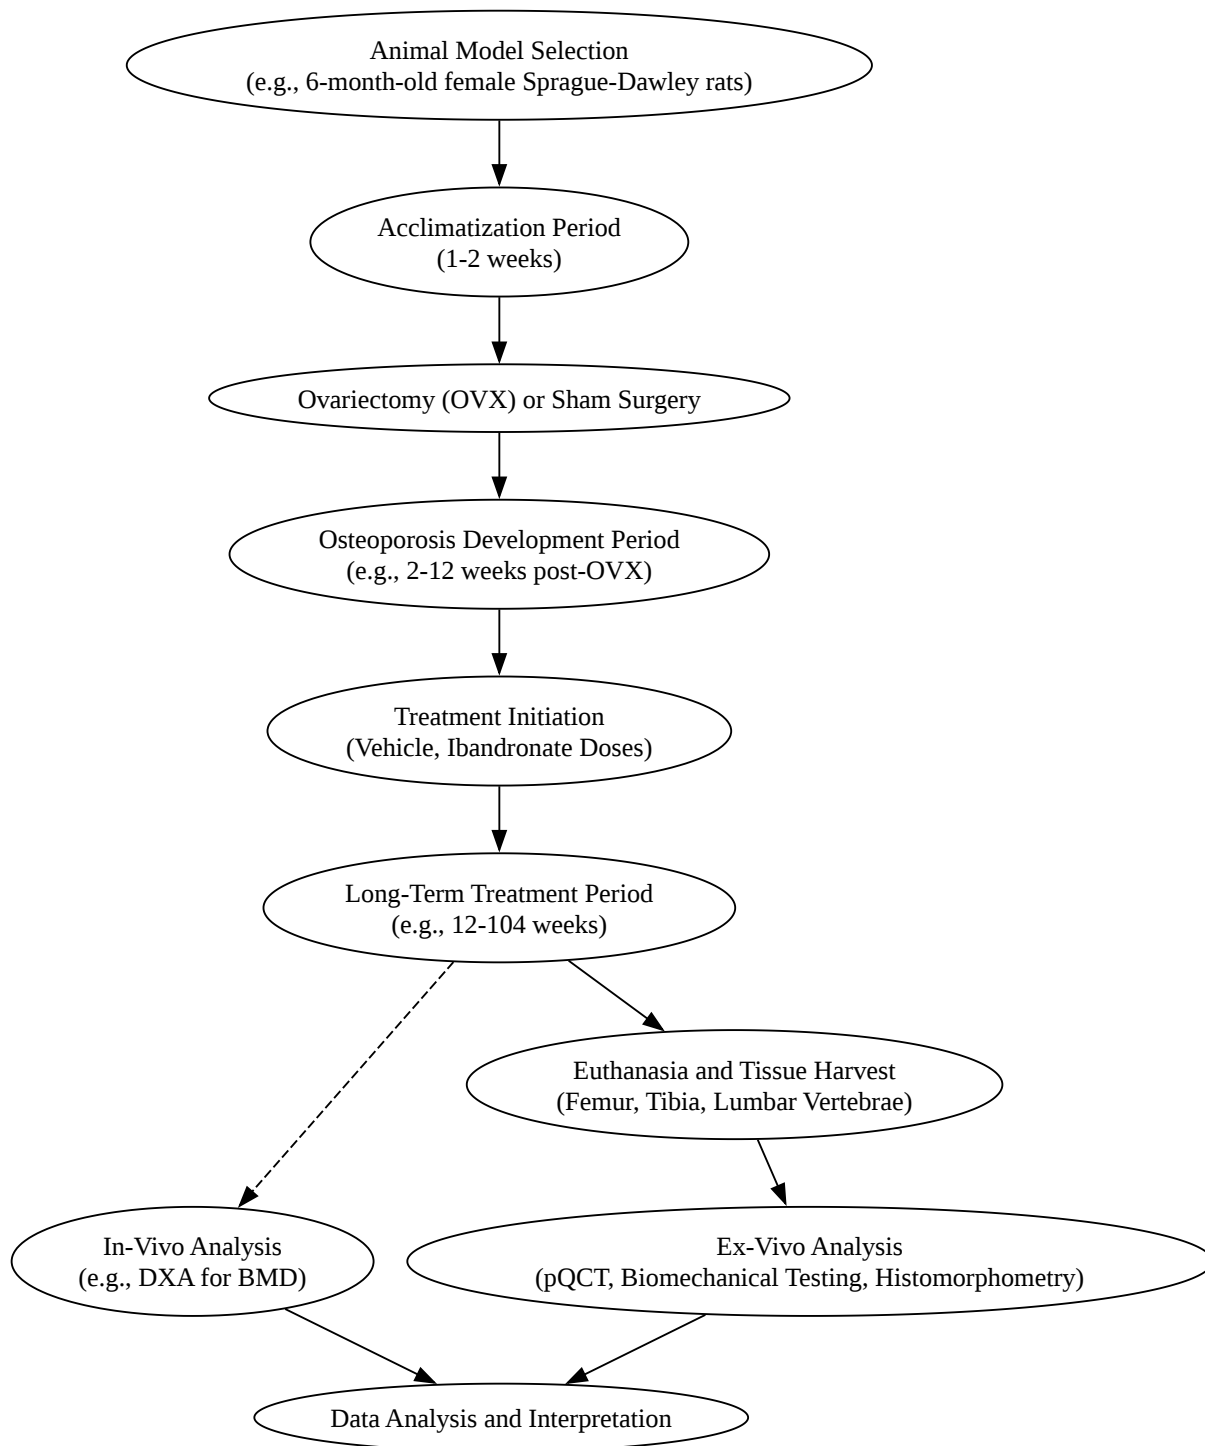 Animal Model Selection
(e.g., 6-month-old female Sprague-Dawley rats)
Acclimatization Period
(1-2 weeks)
Ovariectomy (OVX) or Sham Surgery
Osteoporosis Development Period
(e.g., 2-12 weeks post-OVX)
Treatment Initiation
(Vehicle, Ibandronate Doses)
Long-Term Treatment Period
(e.g., 12-104 weeks)
Euthanasia and Tissue Harvest
(Femur, Tibia, Lumbar Vertebrae)
In-Vivo Analysis
(e.g., DXA for BMD)
Ex-Vivo Analysis
(pQCT, Biomechanical Testing, Histomorphometry)
Data Analysis and Interpretation